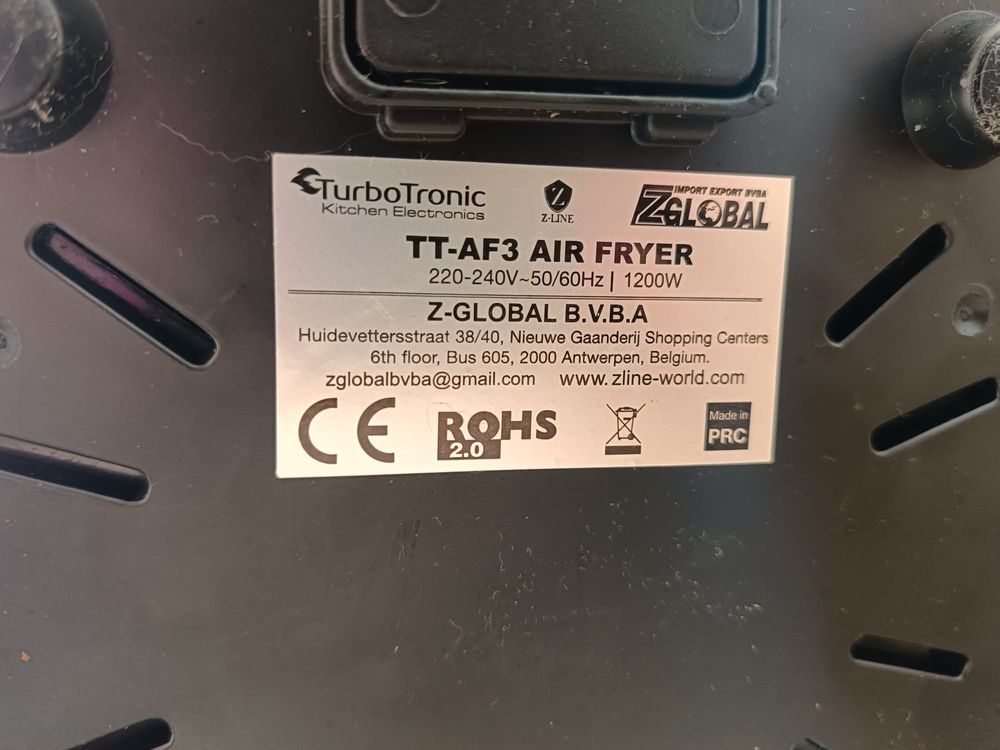 TurboTronic
Kitchen Electronics
Z
Z-LINE
IMPORT EXPORT BVBA
ZGLOBAL
TT-AF3 AIR FRYER
220-240V~50/60Hz | 1200W
Z-GLOBAL B.V.B.A
Huidevettersstraat 38/40, Nieuwe Gaanderij Shopping Centers
6th floor, Bus 605, 2000 Antwerpen, Belgium.
zglobalbvba@gmail.com www. zline-world.com
CE
ROHS
2.0
Made in
PRC